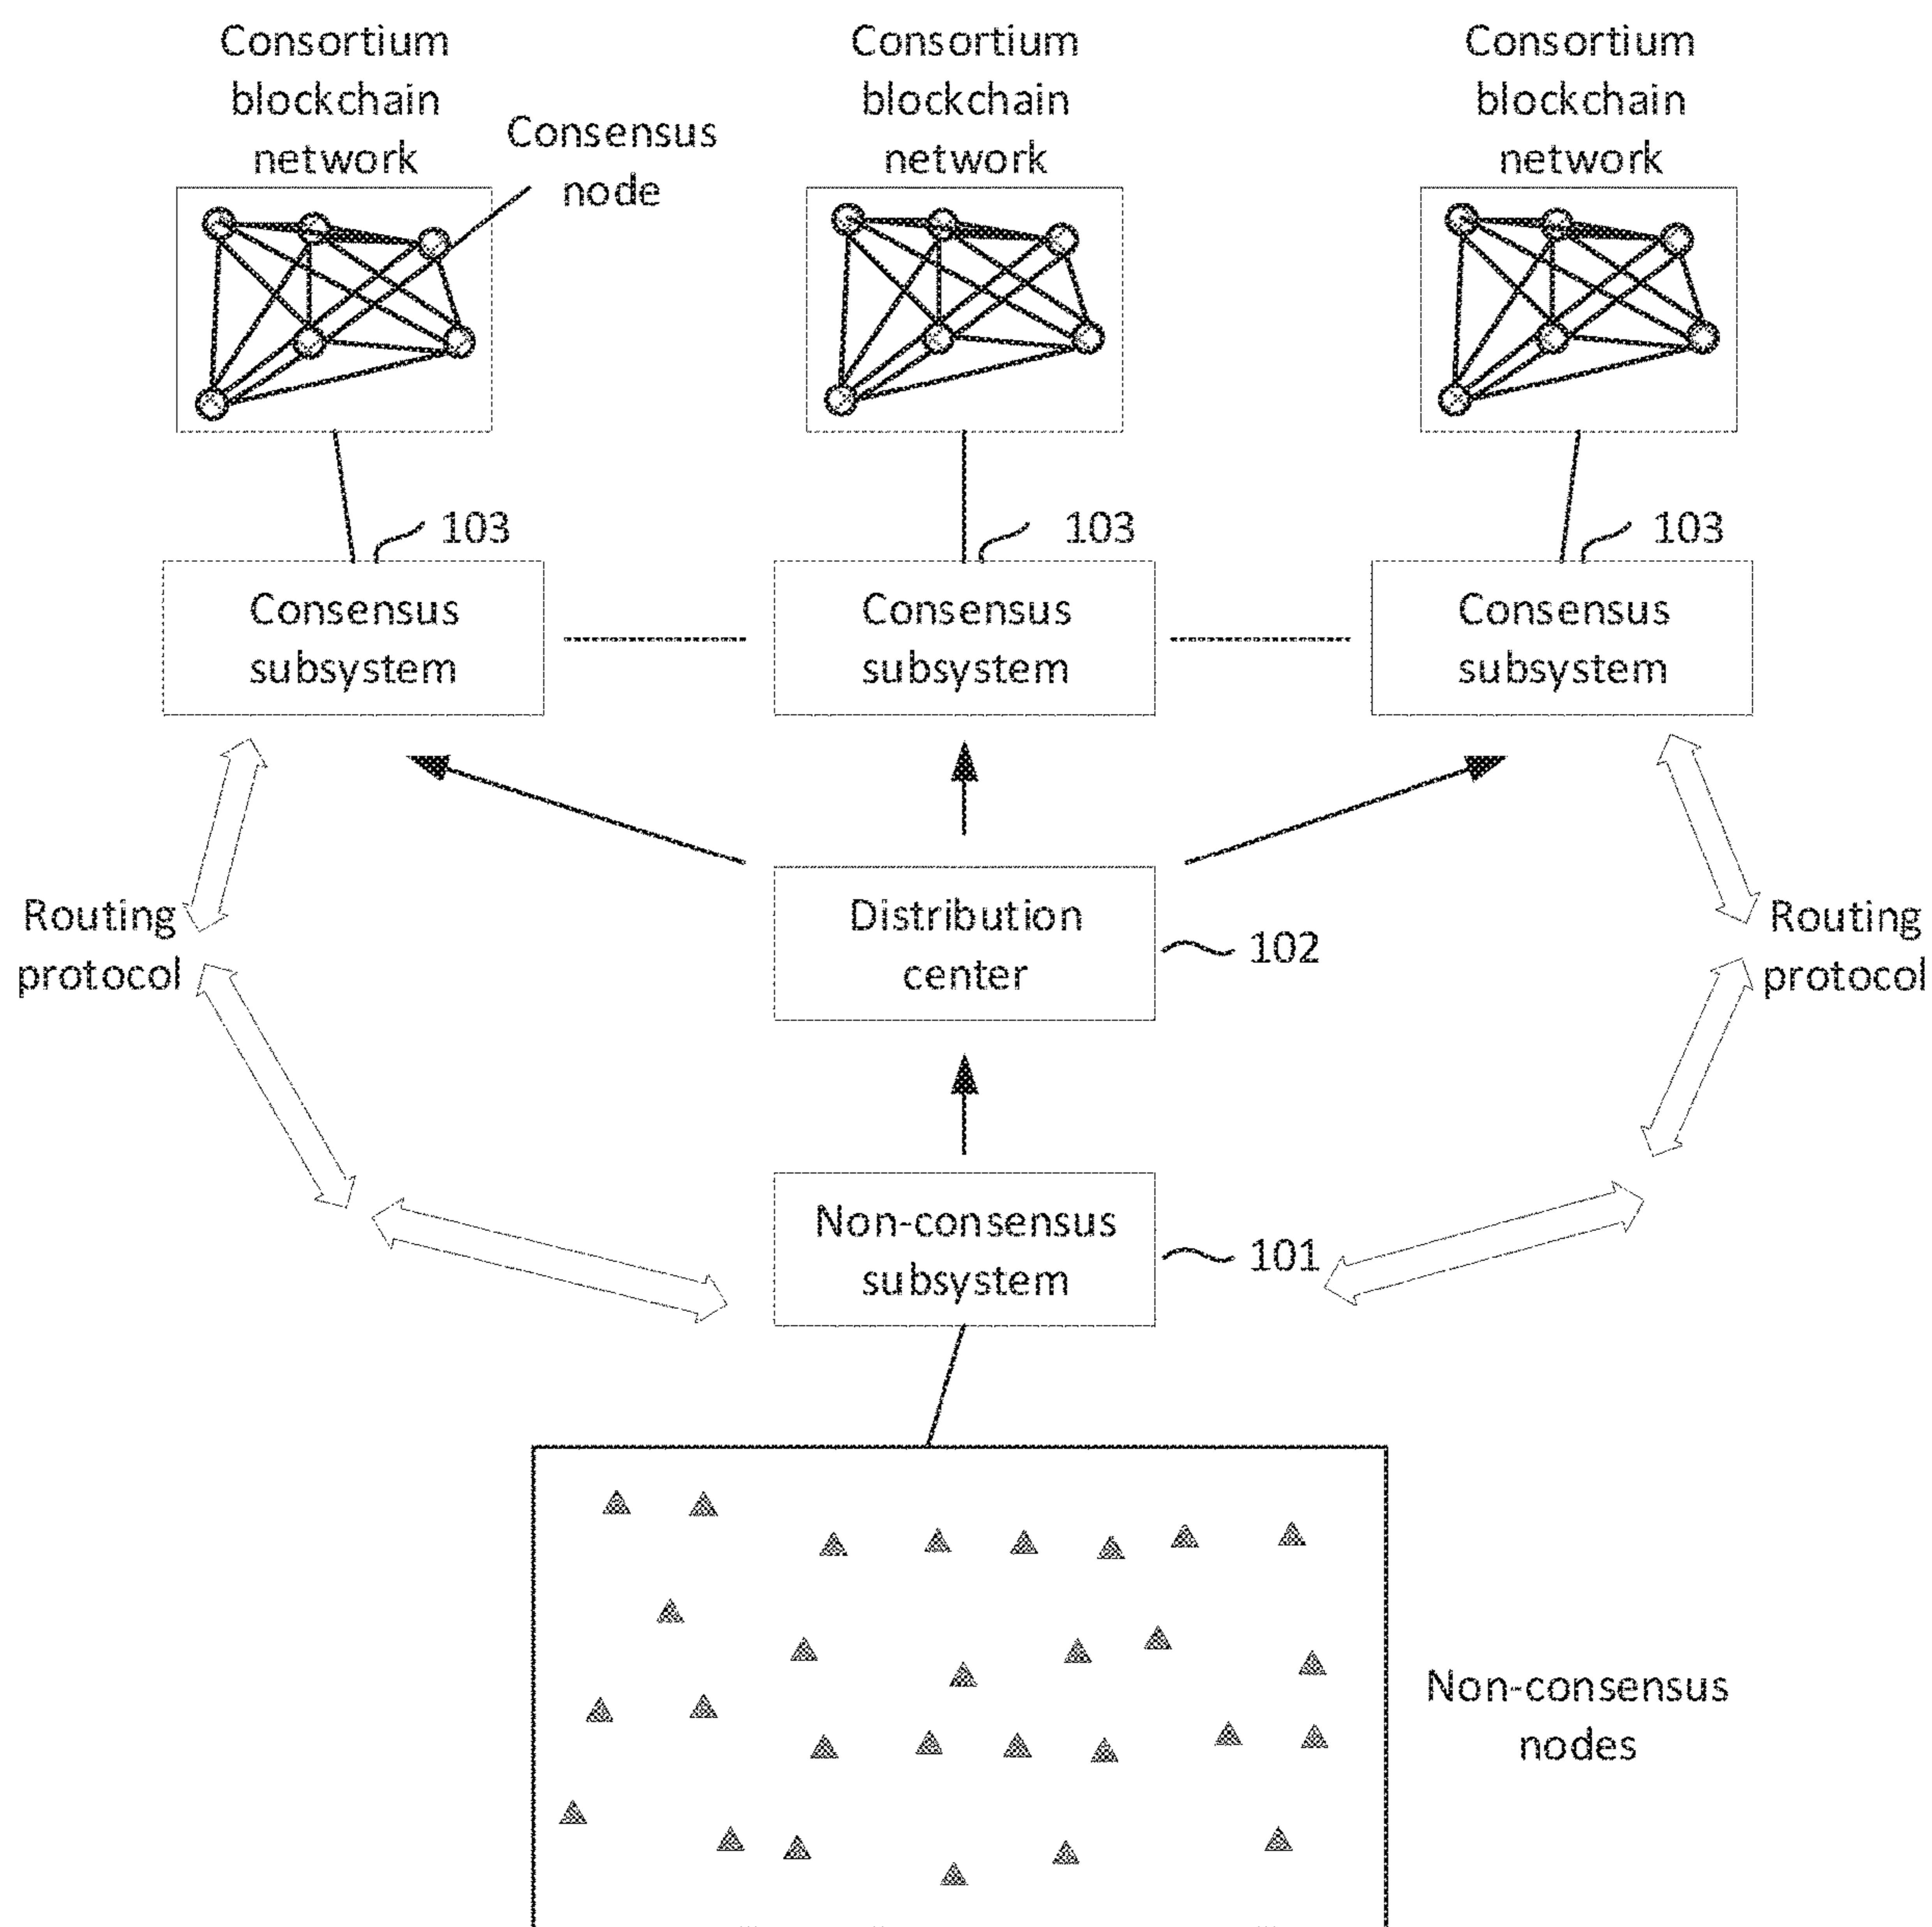 Consortium
blockchain
network
Consortium
blockchain
network
Consortium
blockchain
network
Consensus
node
103
103
103
Consensus
subsystem
Consensus
subsystem
Consensus
subsystem
Routing
protocol
Distribution
center
102
Routing
protocol
Non-consensus
subsystem
101
Non-consensus
nodes